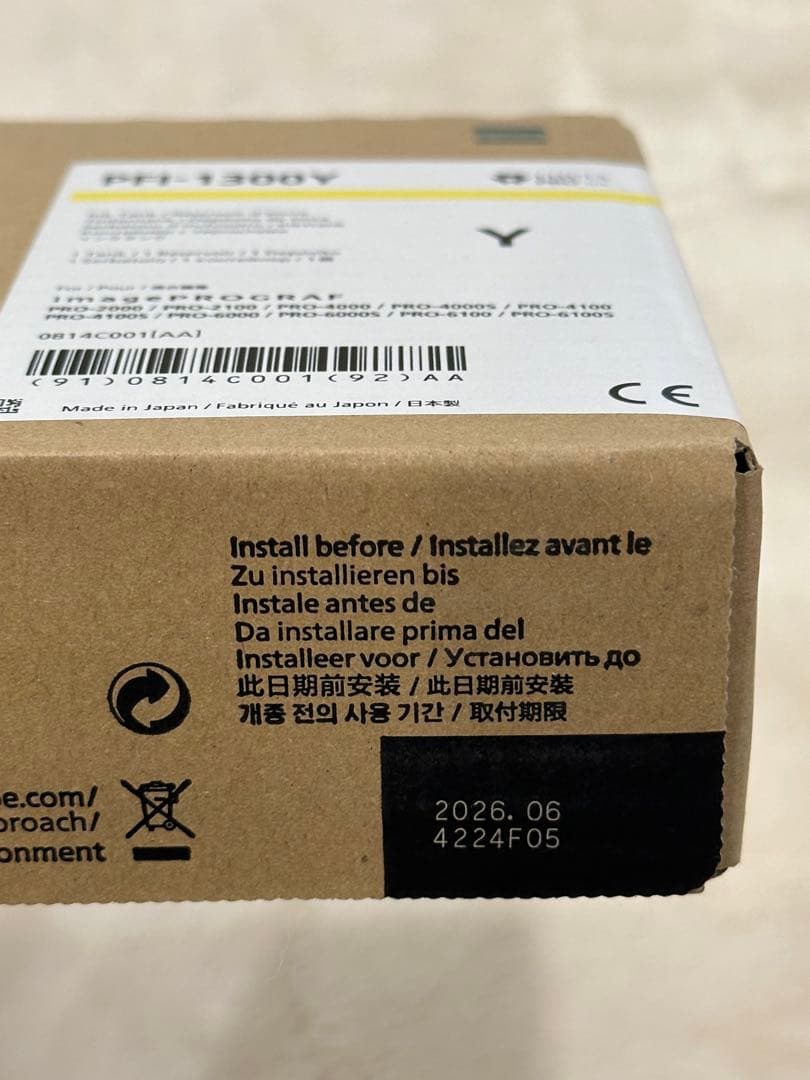 PFI-1300Y
Y
imagePROGRAF
PRO-2000 / PRO-2100 / PRO-4000 / PRO-4000S / PRO-4100
PRO-4100S / PRO-6000 / PRO-6000S / PRO-6100 / PRO-6100S
0814C001[AA]
(91)0814C001(92)AA
Made in Japan / Fabriqué au Japon / 日本製
CE
Install before / Installez avant le
Zu installieren bis
Instale antes de
Da installare prima del
Installeer voor / Установить до
此日期前安装 / 此日期前安裝
개종 전의 사용 기간 / 取付期限
e.com/
proach/
onment
2026. 06
4224F05